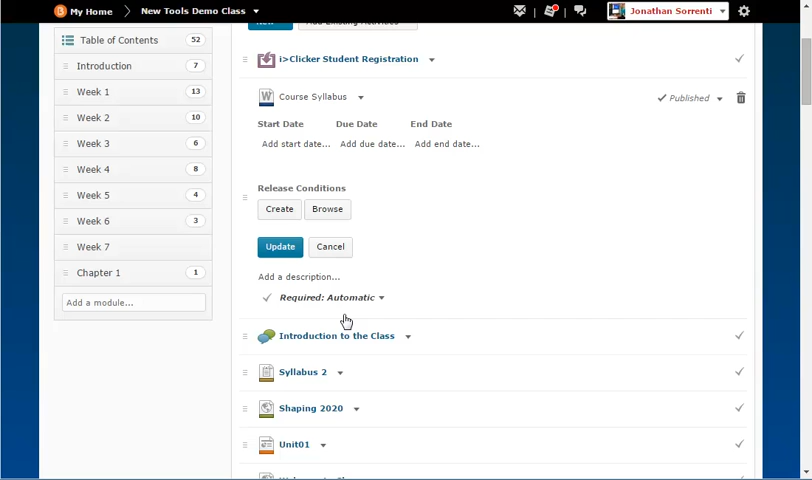 My Home
New Tools Demo Class
Jonathan Sorrenti
Table of Contents 52
Introduction 7
Week 1 13
Week 2 10
Week 3 6
Week 4 8
Week 5 4
Week 6 3
Week 7
Chapter 1 1
Add a module...
New
Add Existing Activities
i>Clicker Student Registration
Course Syllabus
Published
Start Date Due Date End Date
Add start date... Add due date... Add end date...
Release Conditions
Create Browse
Update Cancel
Add a description...
Required: Automatic
Introduction to the Class
Syllabus 2
Shaping 2020
Unit01